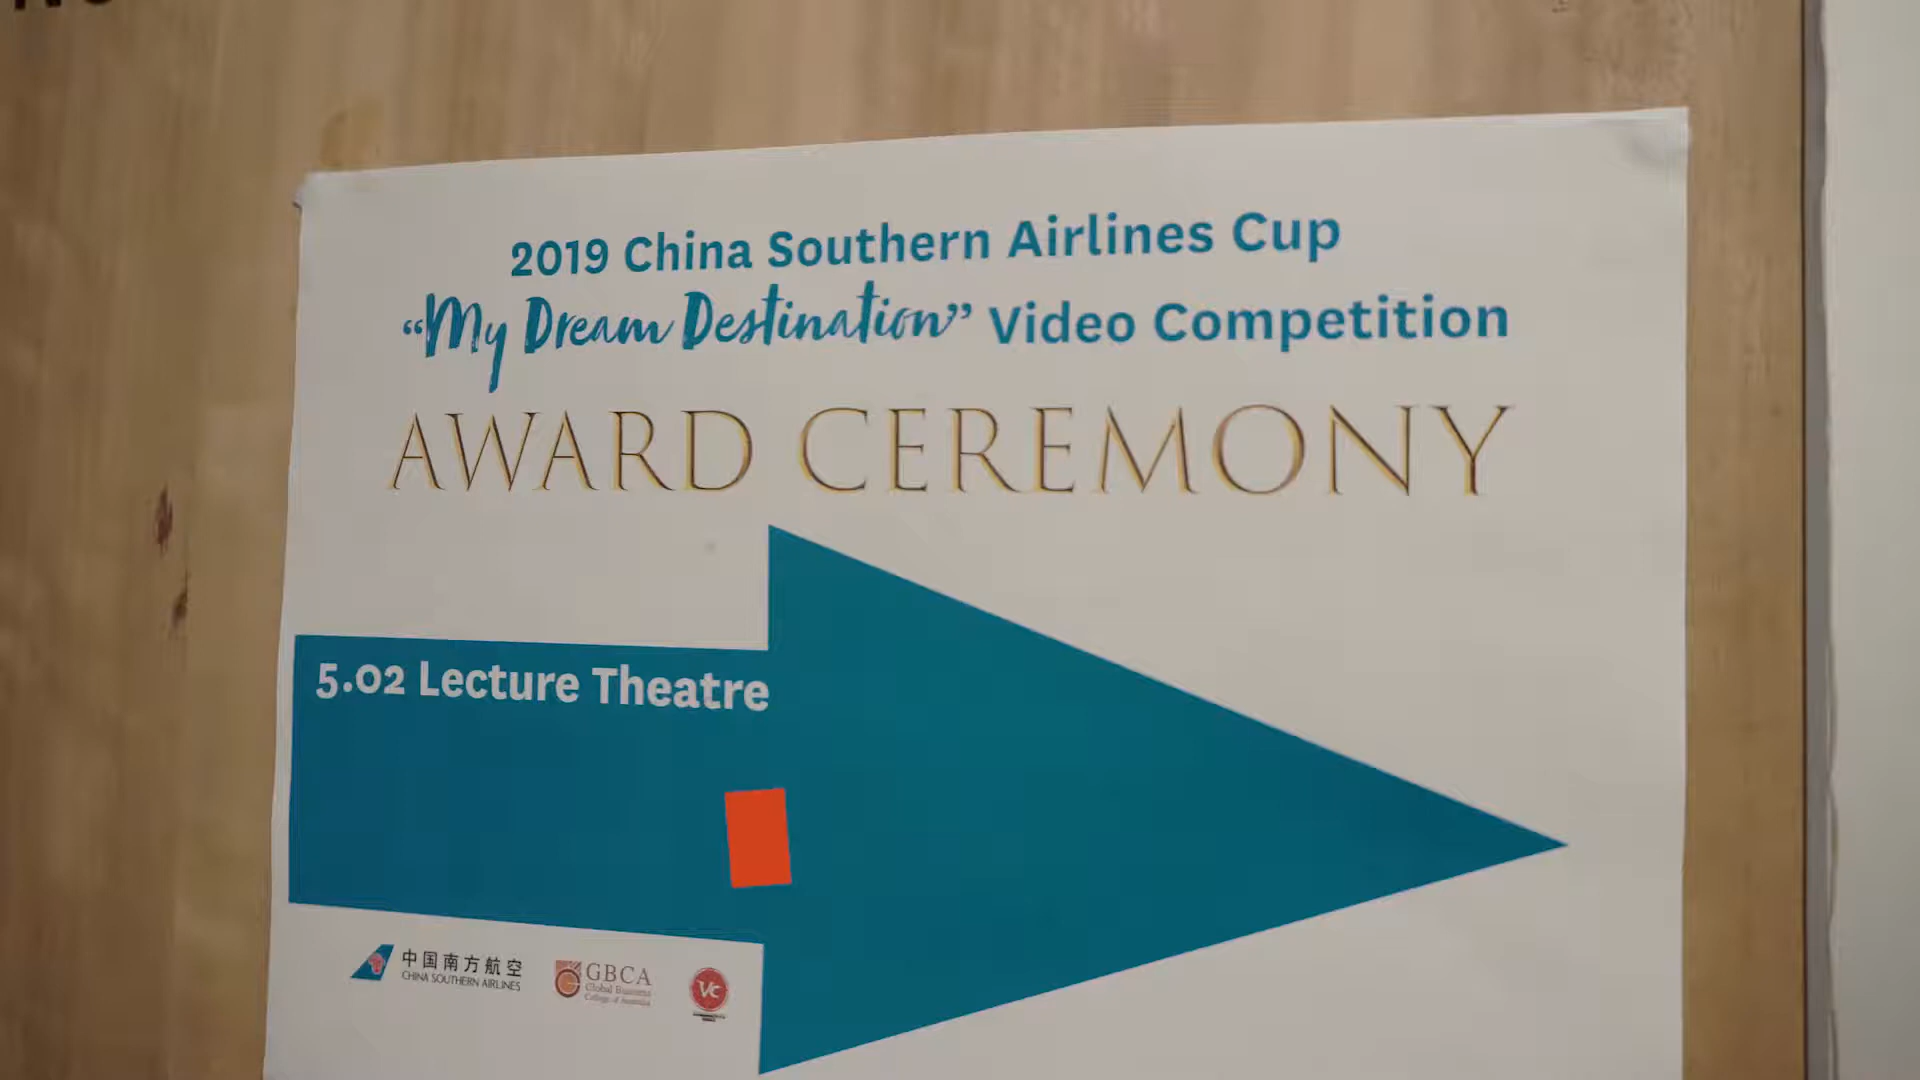 2019 China Southern Airlines Cup
“My Dream Destination” Video Competition
AWARD CEREMONY
5.02 Lecture Theatre
中国南方航空
CHINA SOUTHERN AIRLINES
GBCA
Global Business
College of Australia
VC